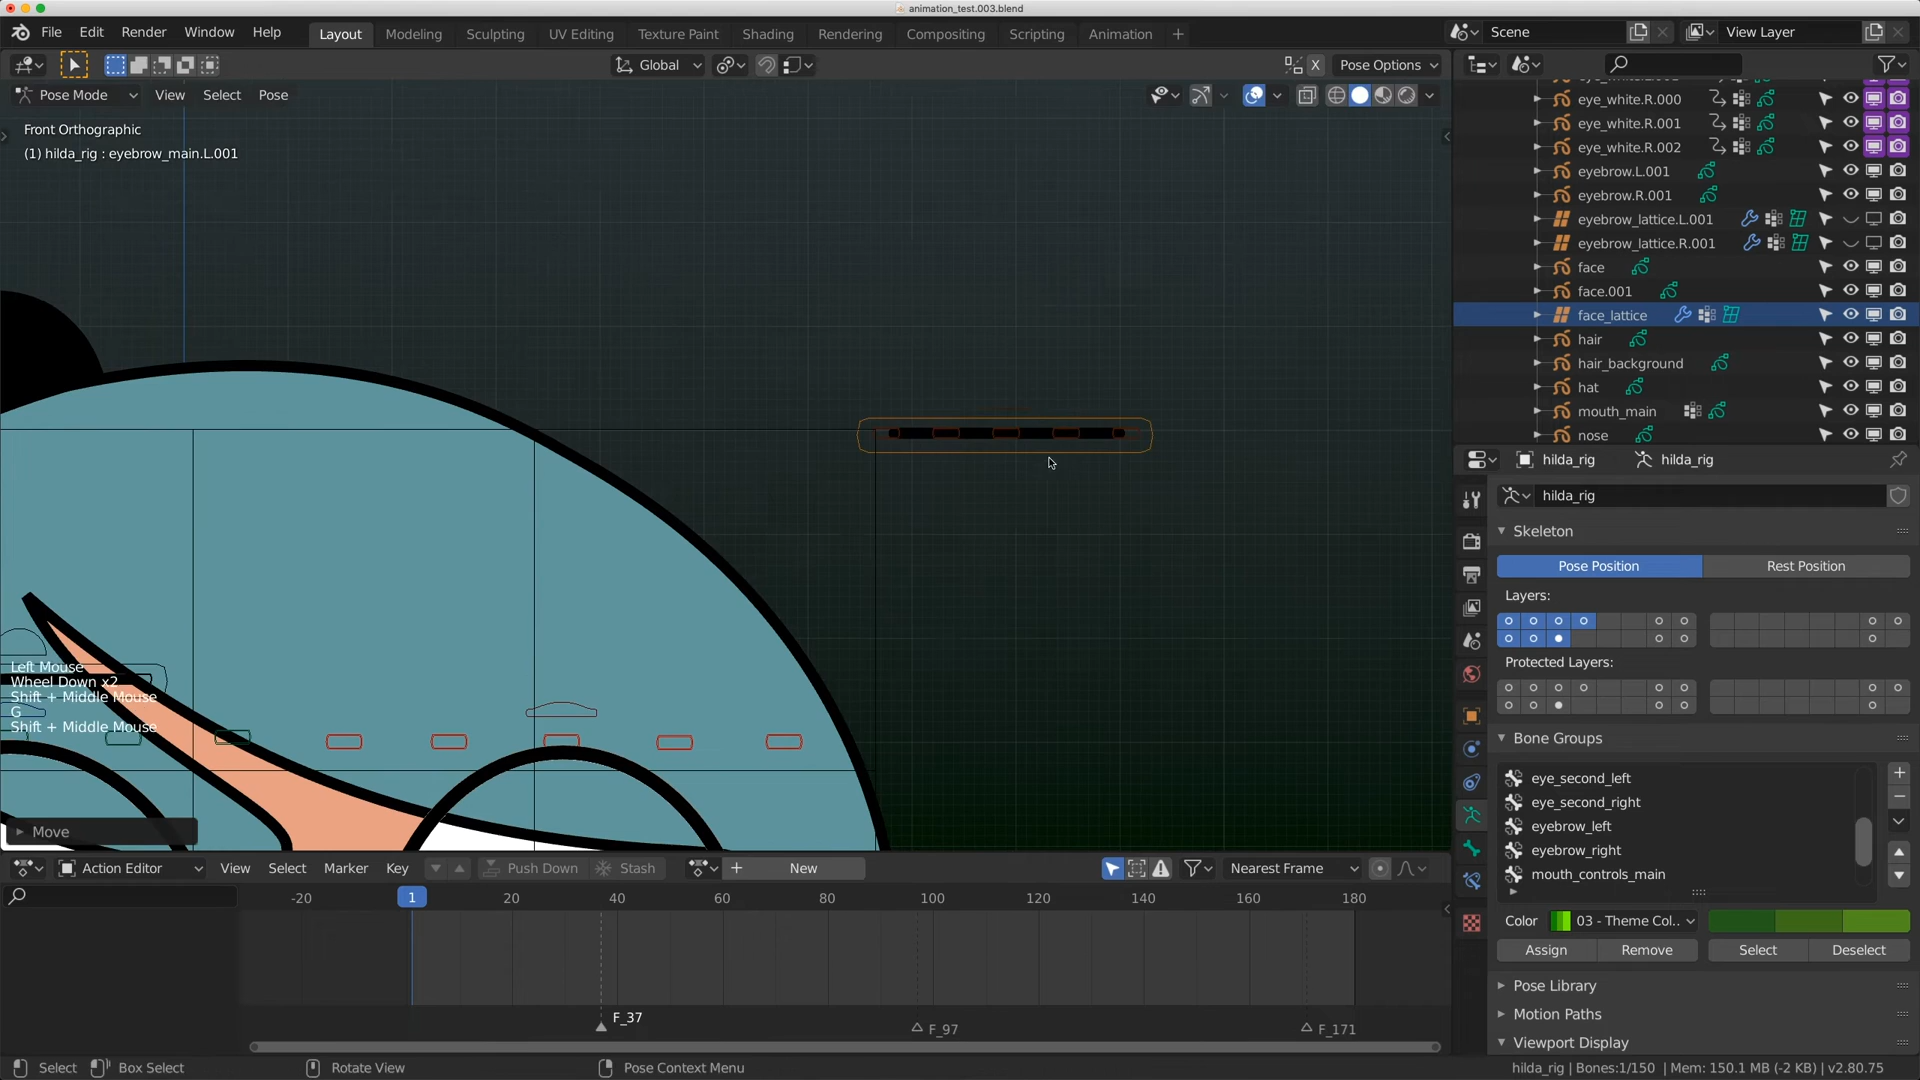 animation_test.003.blend
File Edit Render Window Help
Layout Modeling Sculpting UV Editing Texture Paint Shading Rendering Compositing Scripting Animation +
Scene
View Layer
Global
X
Pose Options
Pose Mode View Select Pose
Front Orthographic
(1) hilda_rig : eyebrow_main.L.001
eye_white.R.000
eye_white.R.001
eye_white.R.002
eyebrow.L.001
eyebrow.R.001
eyebrow_lattice.L.001
eyebrow_lattice.R.001
face
face.001
face_lattice
hair
hair_background
hat
mouth_main
nose
hilda_rig hilda_rig
hilda_rig
Skeleton
Pose Position Rest Position
Layers:
Protected Layers:
Bone Groups
eye_second_left
eye_second_right
eyebrow_left
eyebrow_right
mouth_controls_main
Color 03 - Theme Col..
Assign Remove Select Deselect
Pose Library
Motion Paths
Viewport Display
Left Mouse
Wheel Down x2
Shift + Middle Mouse
G
Shift + Middle Mouse
Move
Action Editor View Select Marker Key Push Down Stash + New Nearest Frame
-20 1 20 40 60 80 100 120 140 160 180
F_37 F_97 F_171
Select Box Select Rotate View Pose Context Menu
hilda_rig | Bones:1/150 | Mem: 150.1 MB (-2 KB) | v2.80.75